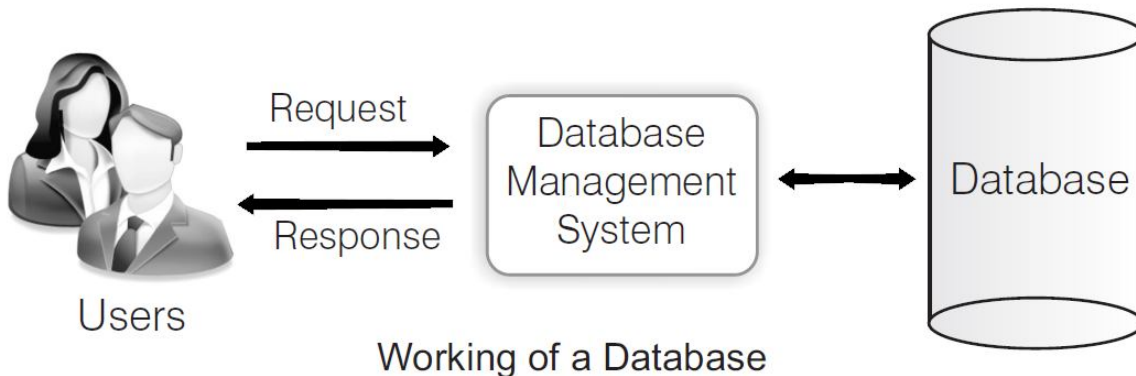 Request
Response
Users
Database
Management
System
Database
Working of a Database